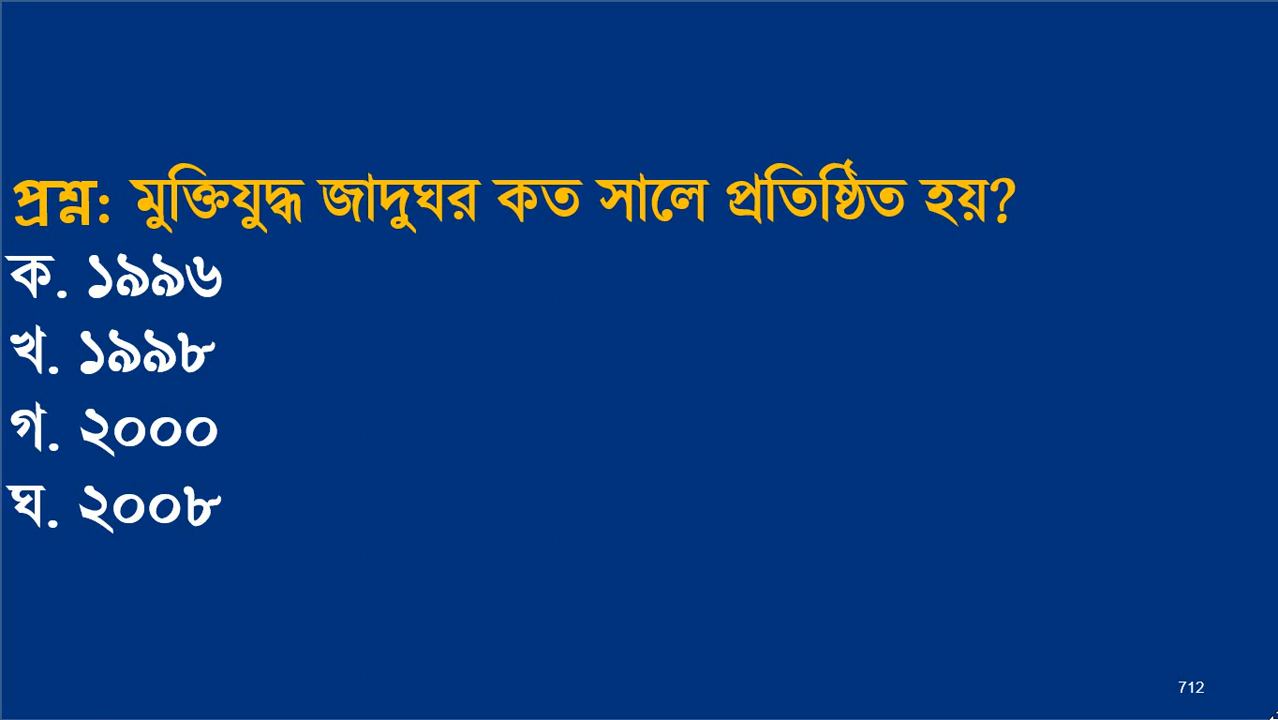 প্রশ্ন: মুক্তিযুদ্ধ জাদুঘর কত সালে প্রতিষ্ঠিত হয়?
ক. ১৯৯৬
খ. ১৯৯৮
গ. ২০০০
ঘ. ২০০৮
712